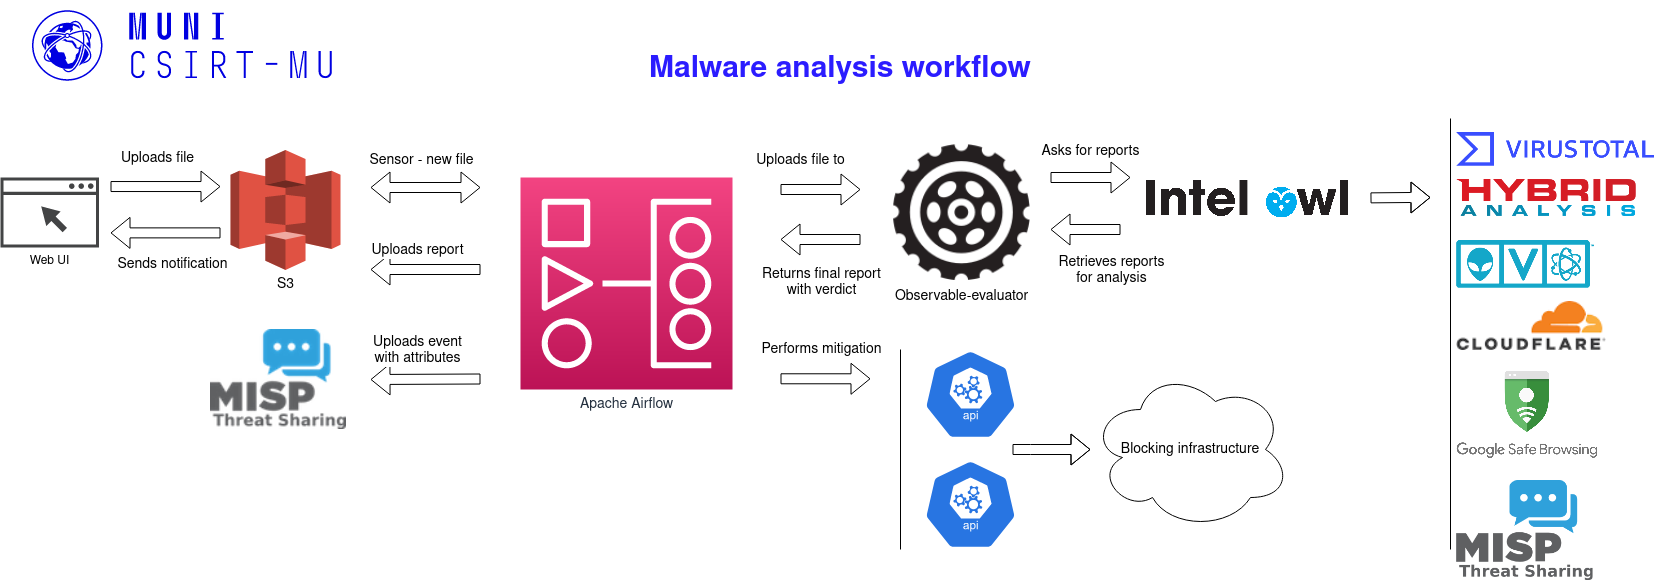 MUNI
CSIRT-MU
Malware analysis workflow
Uploads file
Sends notification
Web UI
S3
Sensor - new file
Uploads report
Uploads event
with attributes
MISP
Threat Sharing
Apache Airflow
Uploads file to
Returns final report
with verdict
Performs mitigation
Observable-evaluator
Asks for reports
Retrieves reports
for analysis
Intel owl
api
api
Blocking infrastructure
VIRUSTOTAL
HYBRID
ANALYSIS
V
CLOUDFLARE
Google Safe Browsing
MISP
Threat Sharing